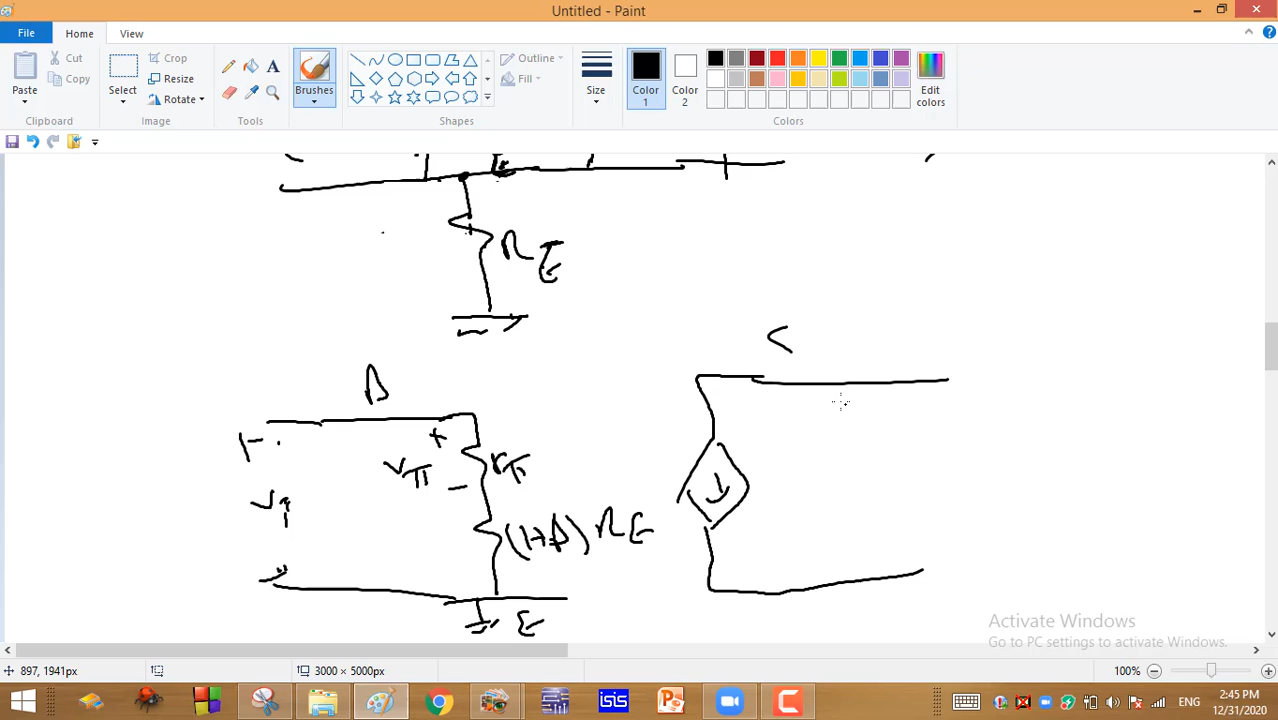 Untitled - Paint
File Home View
Paste
Cut
Copy
Clipboard
Select
Crop
Resize
Rotate
Image
Tools
Brushes
Outline
Fill
Shapes
Size
Color 1
Color 2
Edit colors
Colors
RE
C
B
+
Vπ
-
rπ
Vi
(1+β)RE
E
Activate Windows
Go to PC settings to activate Windows.
897, 1941px
3000 × 5000px
100%
isis
ENG
2:45 PM
12/31/2020